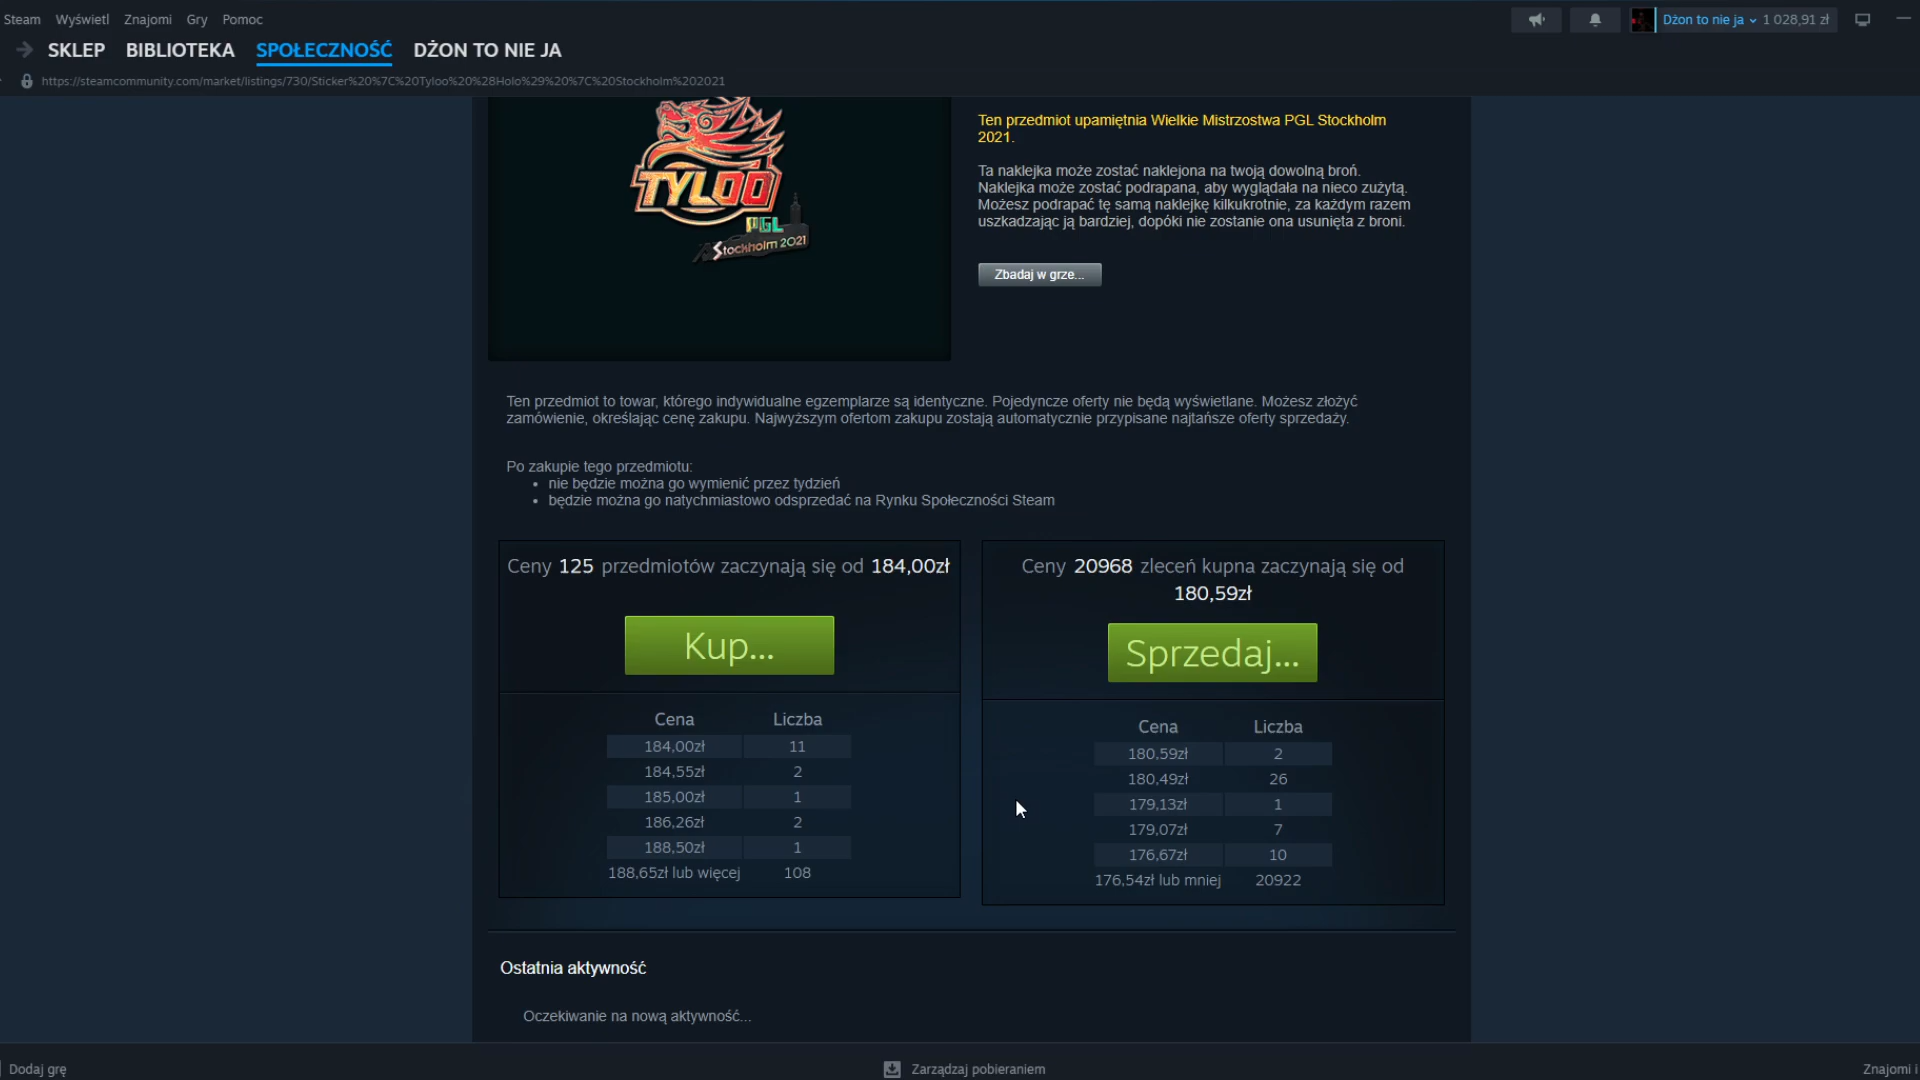 Steam Wyświetl Znajomi Gry Pomoc
Dżon to nie ja 1 028,91 zł
SKLEP BIBLIOTEKA SPOŁECZNOŚĆ DŻON TO NIE JA
https://steamcommunity.com/market/listings/730/Sticker%20%7C%20Tyloo%20%28Holo%29%20%7C%20Stockholm%202021
TYLOO
PGL
Stockholm 2021
Ten przedmiot upamiętnia Wielkie Mistrzostwa PGL Stockholm
2021.
Ta naklejka może zostać naklejona na twoją dowolną broń.
Naklejka może zostać podrapana, aby wyglądała na nieco zużytą.
Możesz podrapać tę samą naklejkę kilkukrotnie, za każdym razem
uszkadzając ją bardziej, dopóki nie zostanie ona usunięta z broni.
Zbadaj w grze...
Ten przedmiot to towar, którego indywidualne egzemplarze są identyczne. Pojedyncze oferty nie będą wyświetlane. Możesz złożyć
zamówienie, określając cenę zakupu. Najwyższym ofertom zakupu zostają automatycznie przypisane najtańsze oferty sprzedaży.
Po zakupie tego przedmiotu:
• nie będzie można go wymienić przez tydzień
• będzie można go natychmiastowo odsprzedać na Rynku Społeczności Steam
Ceny 125 przedmiotów zaczynają się od 184,00zł
Kup...
Cena Liczba
184,00zł 11
184,55zł 2
185,00zł 1
186,26zł 2
188,50zł 1
188,65zł lub więcej 108
Ceny 20968 zleceń kupna zaczynają się od
180,59zł
Sprzedaj...
Cena Liczba
180,59zł 2
180,49zł 26
179,13zł 1
179,07zł 7
176,67zł 10
176,54zł lub mniej 20922
Ostatnia aktywność
Oczekiwanie na nową aktywność...
Dodaj grę
Zarządzaj pobieraniem
Znajomi i